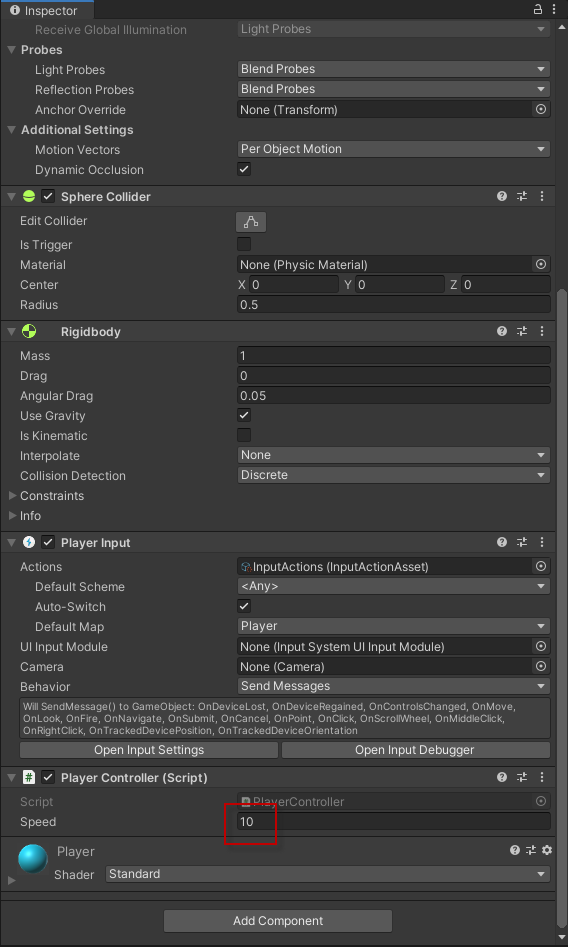 Inspector
Receive Global Illumination Light Probes
Probes
Light Probes Blend Probes
Reflection Probes Blend Probes
Anchor Override None (Transform)
Additional Settings
Motion Vectors Per Object Motion
Dynamic Occlusion
Sphere Collider
Edit Collider
Is Trigger
Material None (Physic Material)
Center X 0 Y 0 Z 0
Radius 0.5
Rigidbody
Mass 1
Drag 0
Angular Drag 0.05
Use Gravity
Is Kinematic
Interpolate None
Collision Detection Discrete
Constraints
Info
Player Input
Actions InputActions (InputActionAsset)
Default Scheme <Any>
Auto-Switch
Default Map Player
UI Input Module None (Input System UI Input Module)
Camera None (Camera)
Behavior Send Messages
Will SendMessage() to GameObject: OnDeviceLost, OnDeviceRegained, OnControlsChanged, OnMove,
OnLook, OnFire, OnNavigate, OnSubmit, OnCancel, OnPoint, OnClick, OnScrollWheel, OnMiddleClick,
OnRightClick, OnTrackedDevicePosition, OnTrackedDeviceOrientation
Open Input Settings Open Input Debugger
# Player Controller (Script)
Script PlayerController
Speed 10
Player
Shader Standard
Add Component